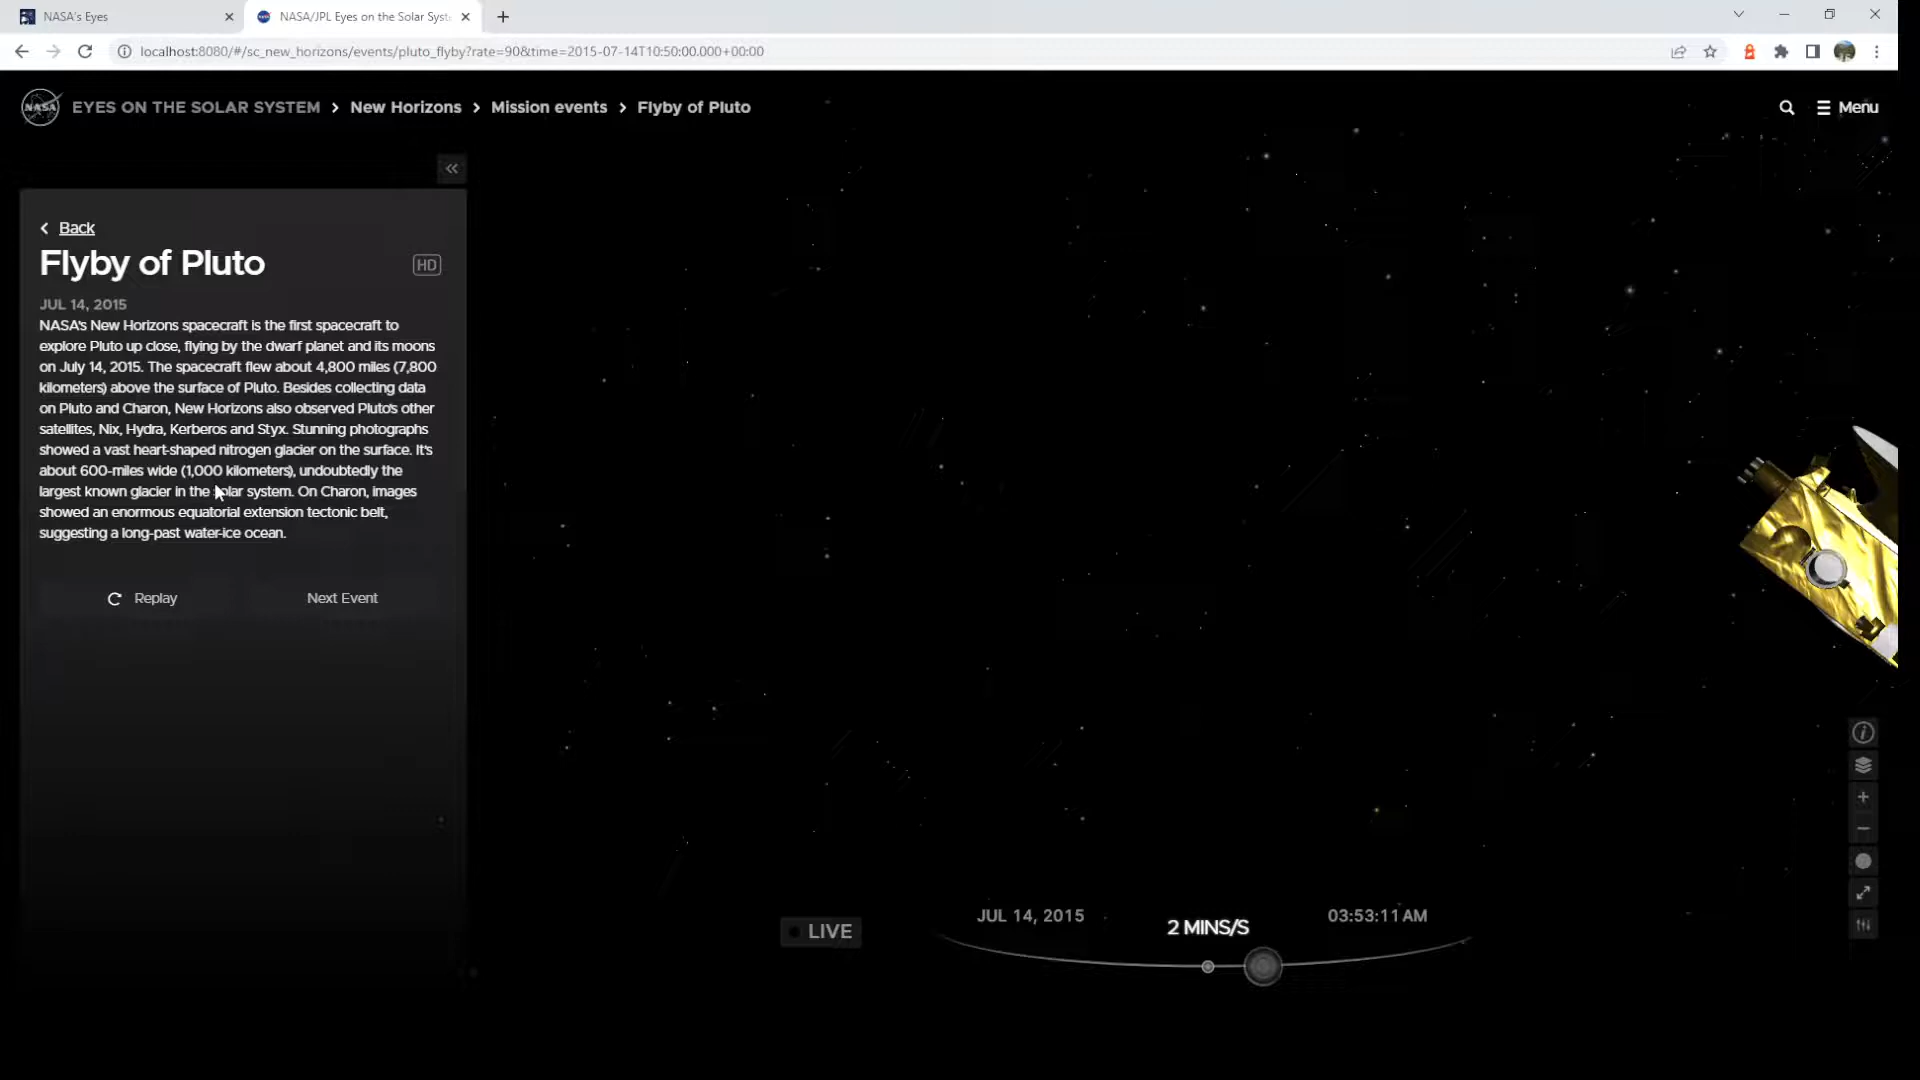 NASA's Eyes
NASA/JPL Eyes on the Solar Syst
localhost:8080/#/sc_new_horizons/events/pluto_flyby?rate=90&time=2015-07-14T10:50:00.000+00:00
NASA
EYES ON THE SOLAR SYSTEM
New Horizons
Mission events
Flyby of Pluto
Menu
Back
Flyby of Pluto
HD
JUL 14, 2015
NASA's New Horizons spacecraft is the first spacecraft to
explore Pluto up close, flying by the dwarf planet and its moons
on July 14, 2015. The spacecraft flew about 4,800 miles (7,800
kilometers) above the surface of Pluto. Besides collecting data
on Pluto and Charon, New Horizons also observed Pluto's other
satellites, Nix, Hydra, Kerberos and Styx. Stunning photographs
showed a vast heart-shaped nitrogen glacier on the surface. It's
about 600-miles wide (1,000 kilometers), undoubtedly the
largest known glacier in the solar system. On Charon, images
showed an enormous equatorial extension tectonic belt,
suggesting a long-past water-ice ocean.
Replay
Next Event
LIVE
JUL 14, 2015
2 MINS/S
03:53:11 AM